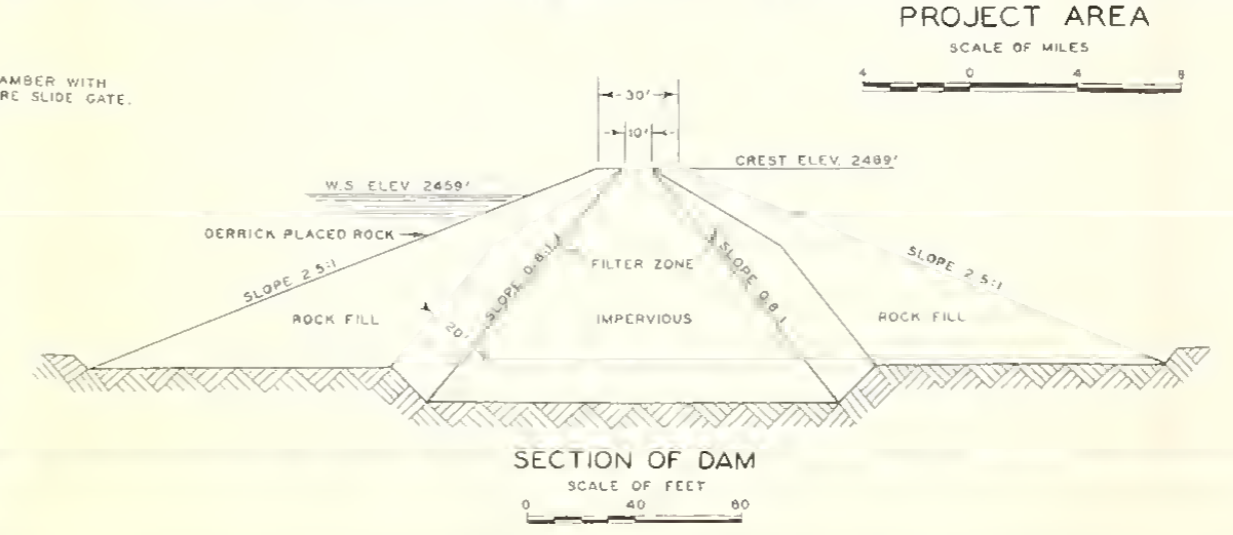 PROJECT AREA
SCALE OF MILES
4 0 4 8
AMBER WITH
RE SLIDE GATE.
30'
10'
CREST ELEV. 2469'
W.S ELEV 2459'
DERRICK PLACED ROCK
SLOPE 2.5:1
SLOPE 0.8:1
FILTER ZONE
SLOPE 0.8:1
SLOPE 2.5:1
ROCK FILL
20'
IMPERVIOUS
ROCK FILL
SECTION OF DAM
SCALE OF FEET
0 40 80